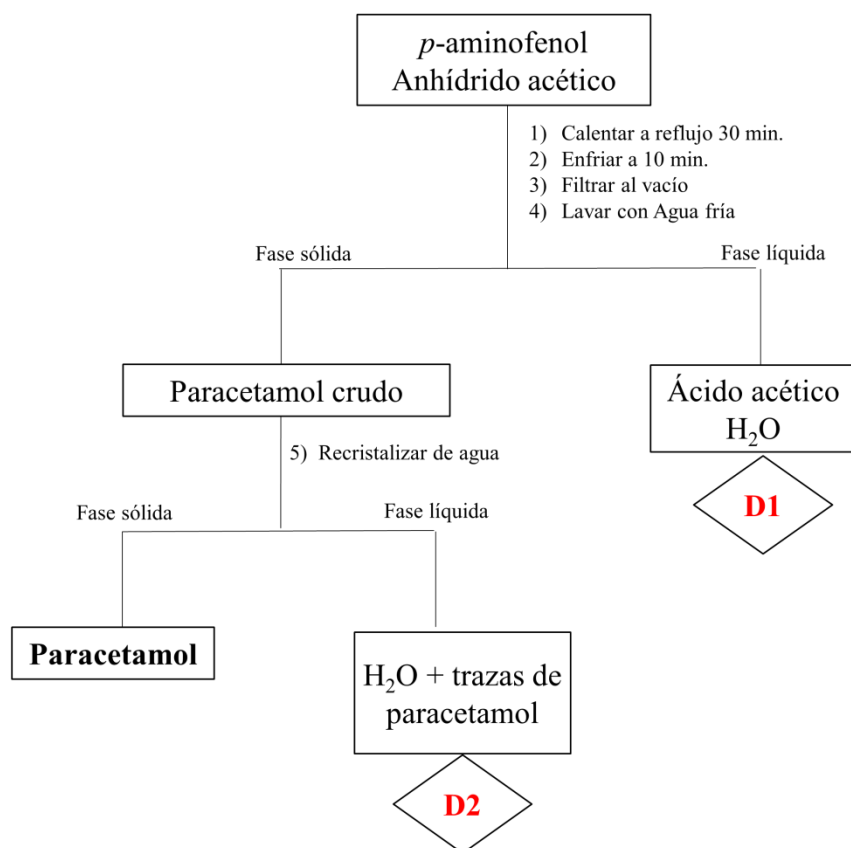 p-aminofenol
Anhídrido acético
1) Calentar a reflujo 30 min.
2) Enfriar a 10 min.
3) Filtrar al vacío
4) Lavar con Agua fría
Fase sólida
Fase líquida
Paracetamol crudo
Ácido acético
H₂O
D1
5) Recristalizar de agua
Fase sólida
Fase líquida
Paracetamol
H₂O + trazas de
paracetamol
D2